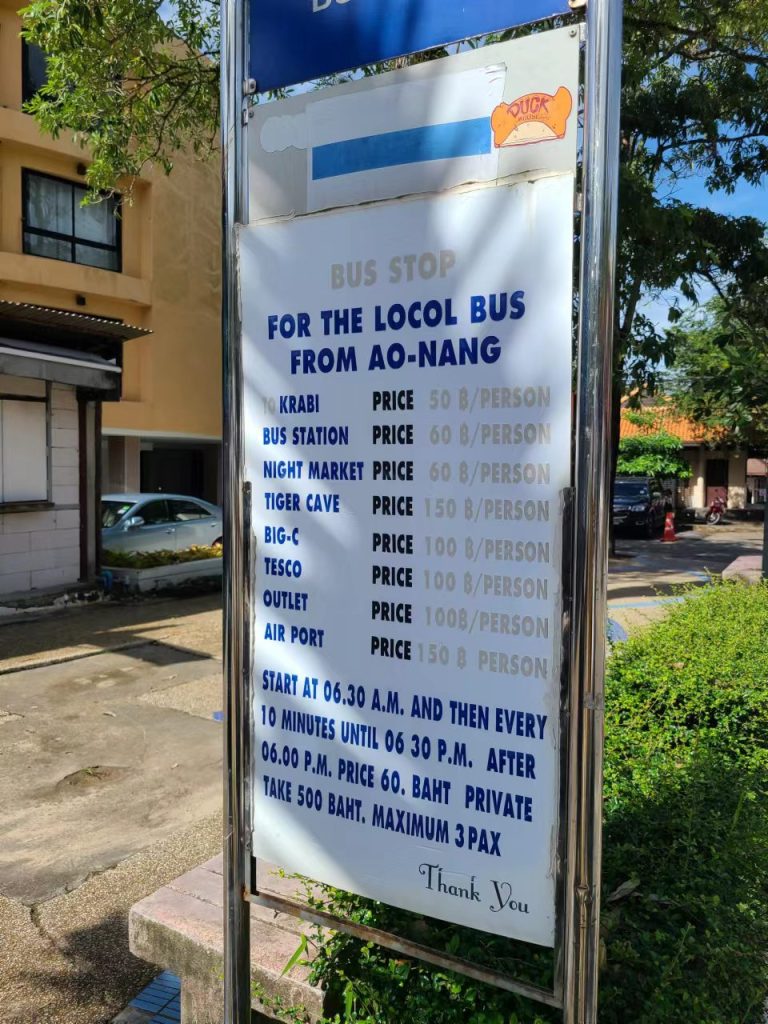 DUCK
BUS STOP
FOR THE LOCOL BUS
FROM AO-NANG
TO KRABI PRICE 50 ฿/PERSON
BUS STATION PRICE 60 ฿/PERSON
NIGHT MARKET PRICE 60 ฿/PERSON
TIGER CAVE PRICE 150 ฿/PERSON
BIG-C PRICE 100 ฿/PERSON
TESCO PRICE 100 ฿/PERSON
OUTLET PRICE 100฿/PERSON
AIR PORT PRICE 150 ฿ PERSON
START AT 06.30 A.M. AND THEN EVERY
10 MINUTES UNTIL 06 30 P.M. AFTER
06.00 P.M. PRICE 60. BAHT PRIVATE
TAKE 500 BAHT. MAXIMUM 3 PAX
Thank You